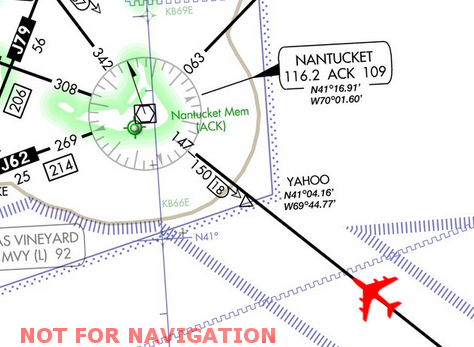 KB69E
J79
56
342
063
308
206
NANTUCKET
116.2 ACK 109
N41°16.91'
W70°01.60'
Nantucket Mem
(ACK)
269
J62
25
214
147
150
18
YAHOO
N41°04.16'
W69°44.77'
KB66E
N41°
AS VINEYARD
MVY (L) 92
NOT FOR NAVIGATION